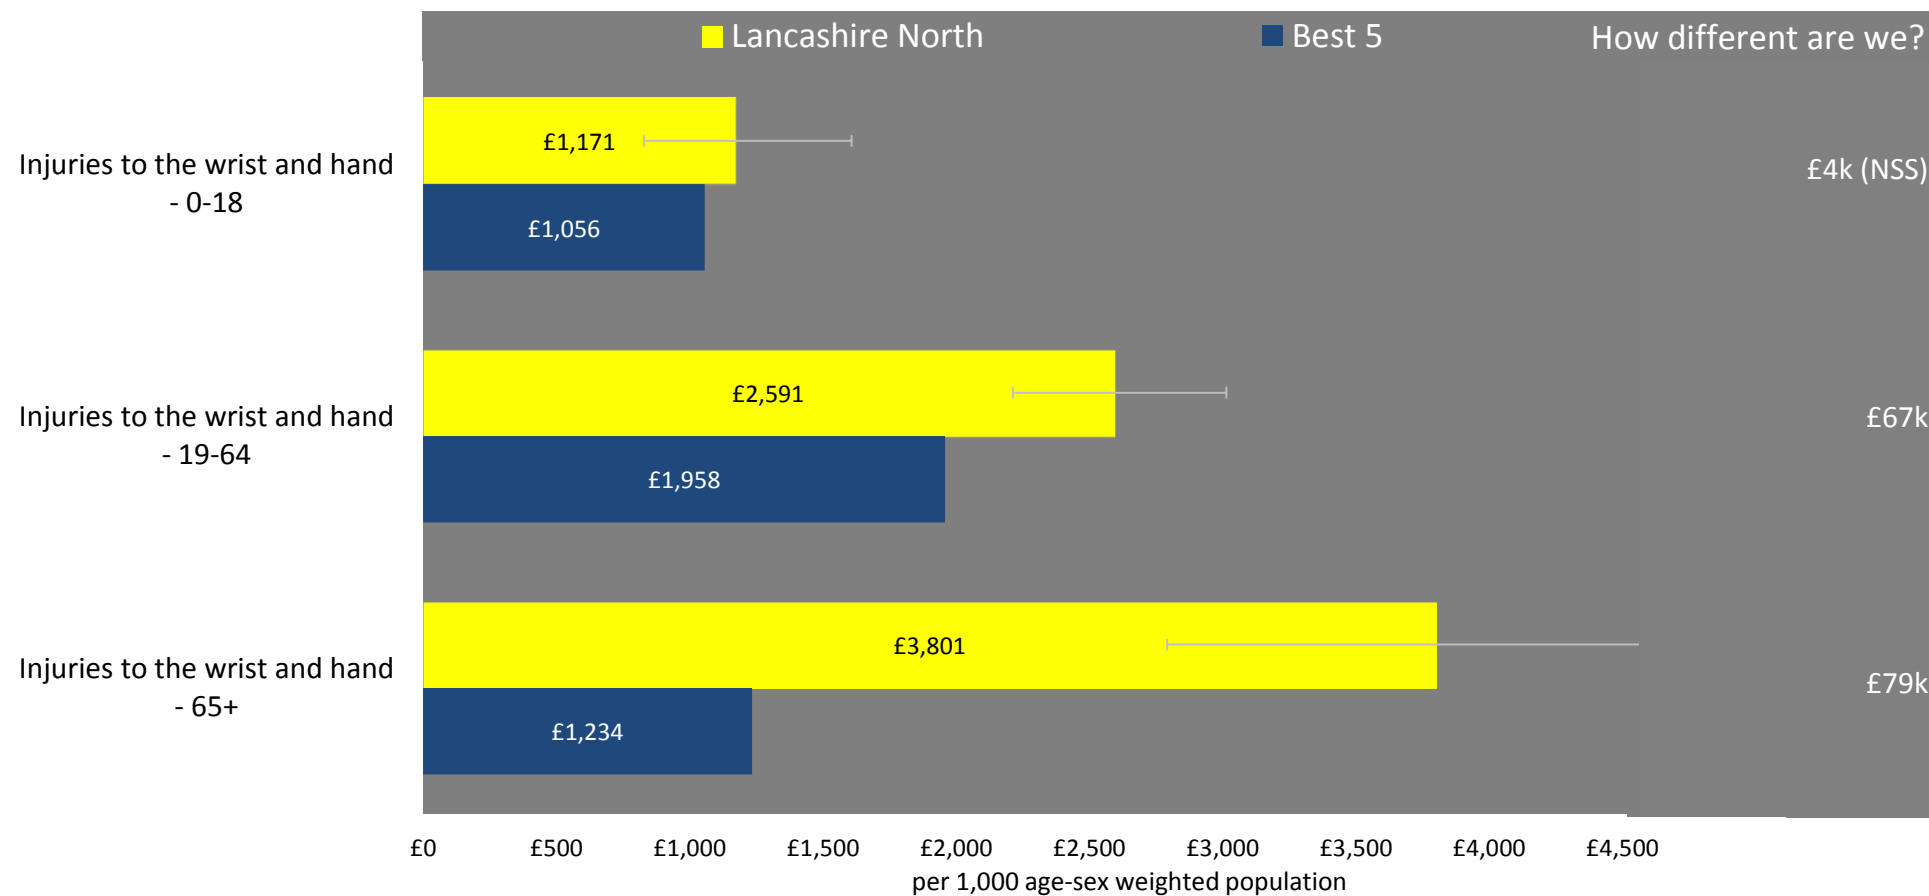 Lancashire North
Best 5
How different are we?
Injuries to the wrist and hand
- 0-18
£1,171
£1,056
£4k (NSS)
Injuries to the wrist and hand
- 19-64
£2,591
£1,958
£67k
Injuries to the wrist and hand
- 65+
£3,801
£1,234
£79k
£0 £500 £1,000 £1,500 £2,000 £2,500 £3,000 £3,500 £4,000 £4,500
per 1,000 age-sex weighted population